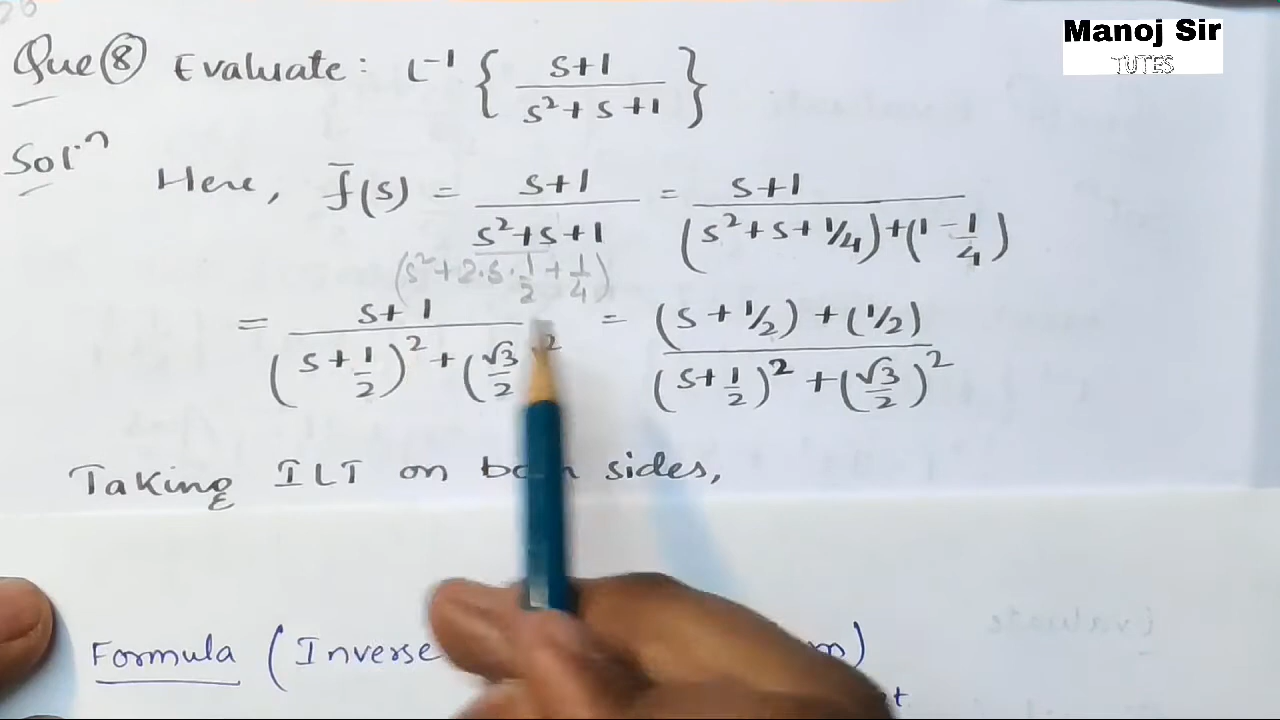 Manoj Sir
TUTES
Que ⑧ Evaluate: L⁻¹ { s+1 / s²+s+1 }
Solⁿ
Here, f̄(s) = s+1 / s²+s+1 = s+1 / (s²+s+1/4)+(1-1/4)
(s²+2·s·1/2+1/4)
= s+1 / (s+1/2)²+(√3/2 ² = (s+1/2)+(1/2) / (s+1/2)²+(√3/2)²
Taking ILT on sides,
Formula (Inverse